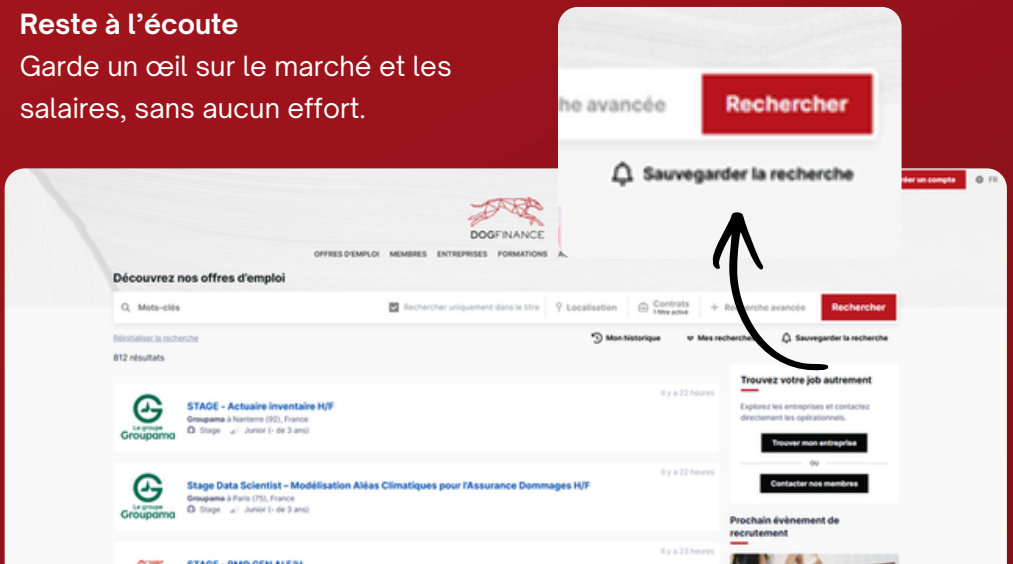 Reste à l'écoute
Garde un œil sur le marché et les
salaires, sans aucun effort.
he avancée
Rechercher
Sauvegarder la recherche
éer un compte
FR
DOGFINANCE
OFFRES D'EMPLOI MEMBRES ENTREPRISES FORMATIONS
Découvrez nos offres d'emploi
Mots-clés
Rechercher uniquement dans le titre
Localisation
Contrats
1 filtre activé
Recherche avancée
Rechercher
Réinitialiser la recherche
Mon historique
Mes recherches
Sauvegarder la recherche
812 résultats
Il y a 22 heures
STAGE - Actuaire inventaire H/F
Groupama à Nanterre (92), France
Stage Junior (- de 3 ans)
Le groupe
Groupama
Il y a 22 heures
Stage Data Scientist – Modélisation Aléas Climatiques pour l'Assurance Dommages H/F
Groupama à Paris (75), France
Stage Junior (- de 3 ans)
Le groupe
Groupama
Il y a 23 heures
Trouvez votre job autrement
Explorez les entreprises et contactez
directement les opérationnels.
Trouver mon entreprise
ou
Contacter nos membres
Prochain évènement de
recrutement